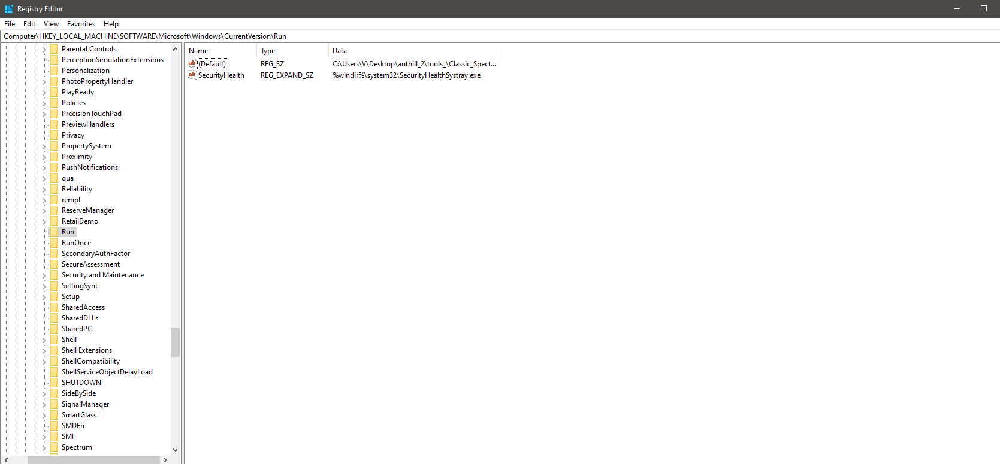 Registry Editor
File Edit View Favorites Help
Computer\HKEY_LOCAL_MACHINE\SOFTWARE\Microsoft\Windows\CurrentVersion\Run
Parental Controls
PerceptionSimulationExtensions
Personalization
PhotoPropertyHandler
PlayReady
Policies
PrecisionTouchPad
PreviewHandlers
Privacy
PropertySystem
Proximity
PushNotifications
qua
Reliability
rempl
ReserveManager
RetailDemo
Run
RunOnce
SecondaryAuthFactor
SecureAssessment
Security and Maintenance
SettingSync
Setup
SharedAccess
SharedDLLs
SharedPC
Shell
Shell Extensions
ShellCompatibility
ShellServiceObjectDelayLoad
SHUTDOWN
SideBySide
SignalManager
SmartGlass
SMDEn
SMI
Spectrum
Name Type Data
ab (Default) REG_SZ C:\Users\V\Desktop\anthill_2\tools_\Classic_Spect...
ab SecurityHealth REG_EXPAND_SZ %windir%\system32\SecurityHealthSystray.exe